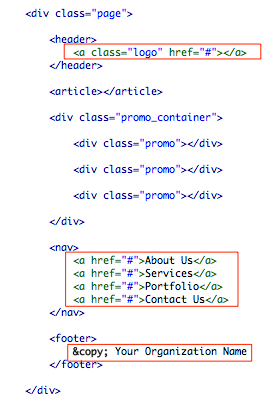 <div class="page">
<header>
<a class="logo" href="#"></a>
</header>
<article></article>
<div class="promo_container">
<div class="promo"></div>
<div class="promo"></div>
<div class="promo"></div>
</div>
<nav>
<a href="#">About Us</a>
<a href="#">Services</a>
<a href="#">Portfolio</a>
<a href="#">Contact Us</a>
</nav>
<footer>
&copy; Your Organization Name
</footer>
</div>